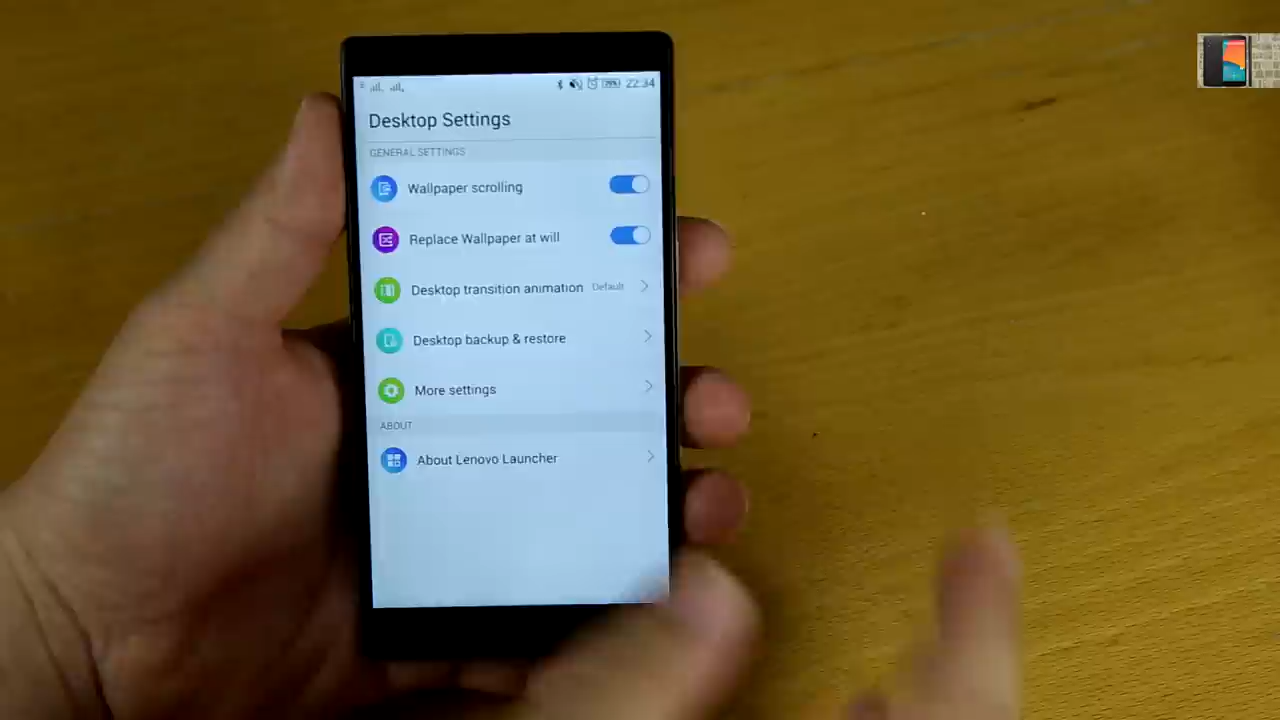 22:34
Desktop Settings
GENERAL SETTINGS
Wallpaper scrolling
Replace Wallpaper at will
Desktop transition animation Default
Desktop backup & restore
More settings
ABOUT
About Lenovo Launcher